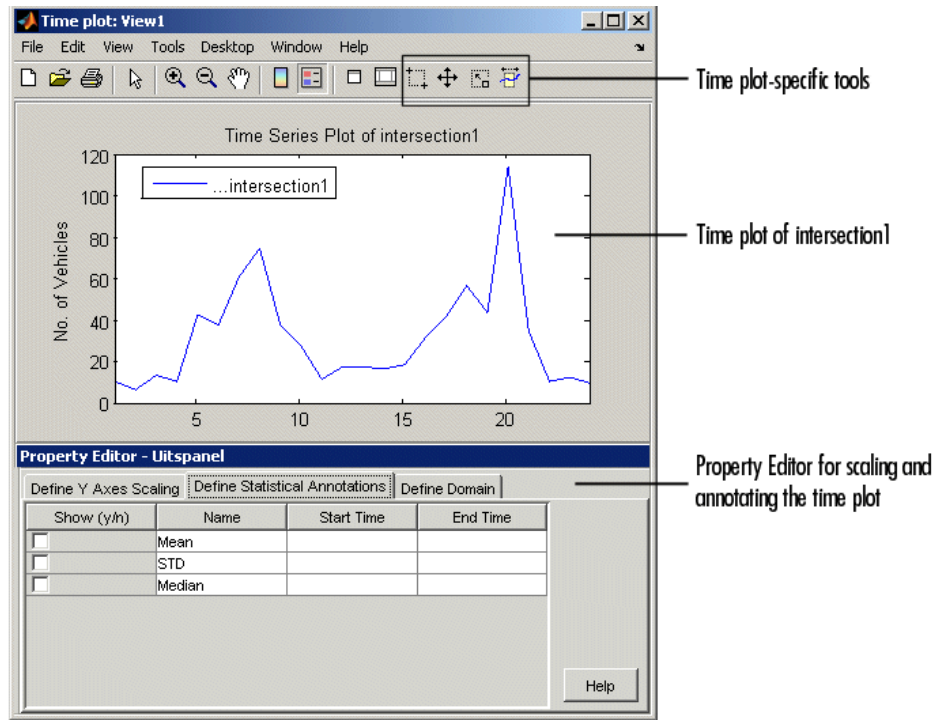 Time plot: View1
File Edit View Tools Desktop Window Help
Time plot-specific tools
Time Series Plot of intersection1
120
100
80
60
40
20
0
No. of Vehicles
...intersection1
5 10 15 20
Time plot of intersection1
Property Editor - Uitspanel
Define Y Axes Scaling Define Statistical Annotations Define Domain
Property Editor for scaling and
annotating the time plot
Show (y/n) Name Start Time End Time
Mean
STD
Median
Help